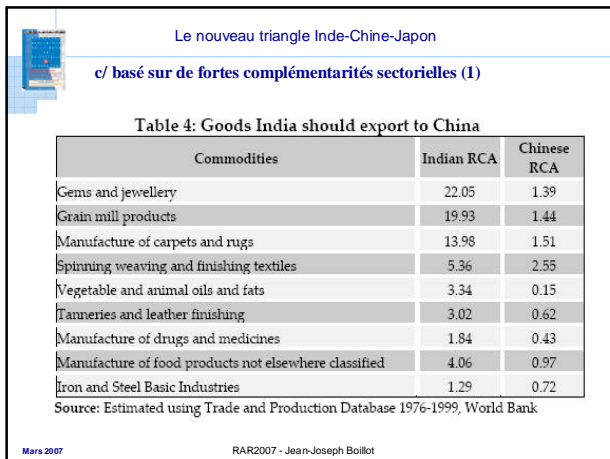 Le nouveau triangle Inde-Chine-Japon
c/ basé sur de fortes complémentarités sectorielles (1)
Table 4: Goods India should export to China
Commodities Indian RCA Chinese RCA
Gems and jewellery 22.05 1.39
Grain mill products 19.93 1.44
Manufacture of carpets and rugs 13.98 1.51
Spinning weaving and finishing textiles 5.36 2.55
Vegetable and animal oils and fats 3.34 0.15
Tanneries and leather finishing 3.02 0.62
Manufacture of drugs and medicines 1.84 0.43
Manufacture of food products not elsewhere classified 4.06 0.97
Iron and Steel Basic Industries 1.29 0.72
Source: Estimated using Trade and Production Database 1976-1999, World Bank
Mars 2007 RAR2007 - Jean-Joseph Boillot